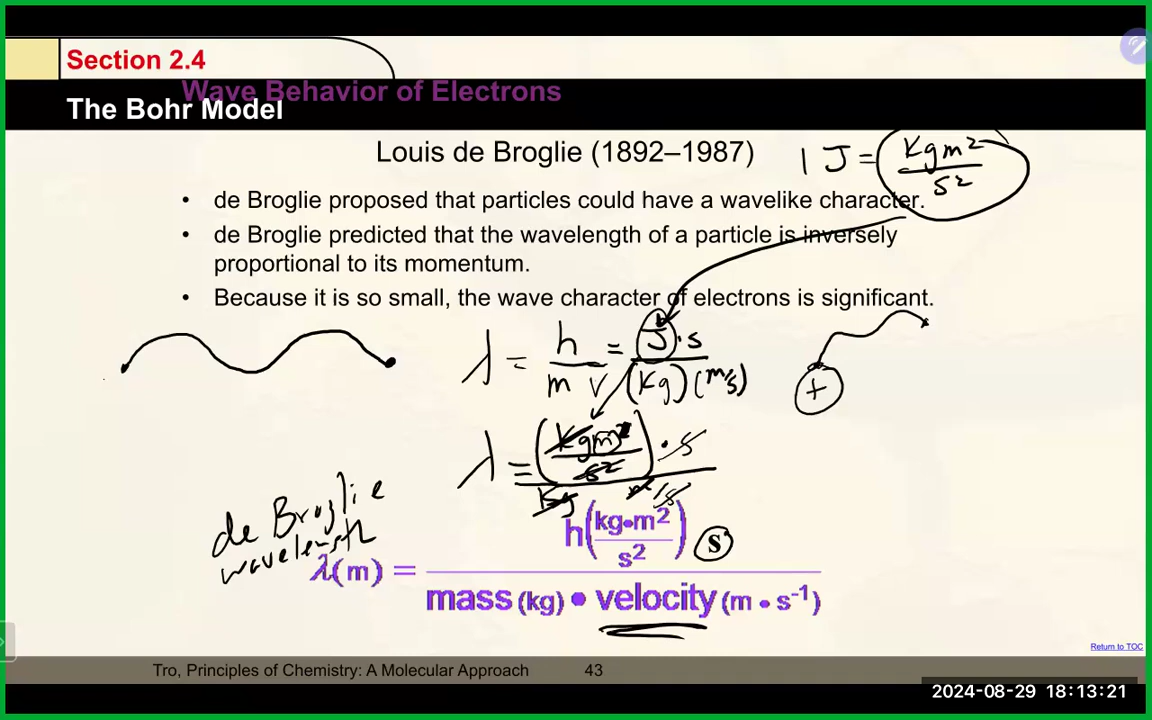 Section 2.4
Wave Behavior of Electrons
The Bohr Model
Louis de Broglie (1892–1987)
1 J = Kgm² / s²
• de Broglie proposed that particles could have a wavelike character.
• de Broglie predicted that the wavelength of a particle is inversely
proportional to its momentum.
• Because it is so small, the wave character of electrons is significant.
λ = h / m v = J · s / (Kg) (m/s)
+
λ = (Kgm² / s²) · s / Kg m/s
de Broglie
wavelength
λ(m) = h(kg•m² / s²) s / mass (kg) • velocity (m • s⁻¹)
Return to TOC
Tro, Principles of Chemistry: A Molecular Approach 43
2024-08-29 18:13:21